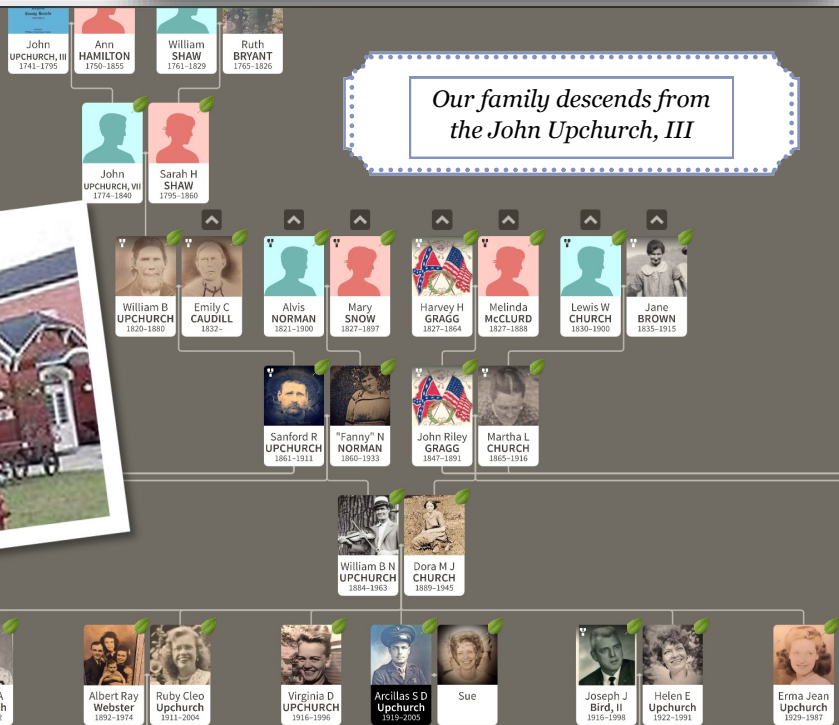 John
UPCHURCH, III
1741–1795
Ann
HAMILTON
1750–1855
William
SHAW
1761–1829
Ruth
BRYANT
1765–1826
Our family descends from
the John Upchurch, III
John
UPCHURCH, VII
1774–1840
Sarah H
SHAW
1795–1860
William B
UPCHURCH
1820–1880
Emily C
CAUDILL
1832–
Alvis
NORMAN
1821–1900
Mary
SNOW
1827–1897
Harvey H
GRAGG
1827–1864
Melinda
McCLURD
1827–1888
Lewis W
CHURCH
1830–1900
Jane
BROWN
1835–1915
Sanford R
UPCHURCH
1861–1911
"Fanny" N
NORMAN
1860–1933
John Riley
GRAGG
1847–1891
Martha L
CHURCH
1865–1916
William B N
UPCHURCH
1884–1963
Dora M J
CHURCH
1889–1945
Albert Ray
Webster
1892–1974
Ruby Cleo
Upchurch
1911–2004
Virginia D
UPCHURCH
1916–1996
Arcillas S D
Upchurch
1919–2005
Sue
Joseph J
Bird, II
1916–1998
Helen E
Upchurch
1922–1991
Erma Jean
Upchurch
1929–1987